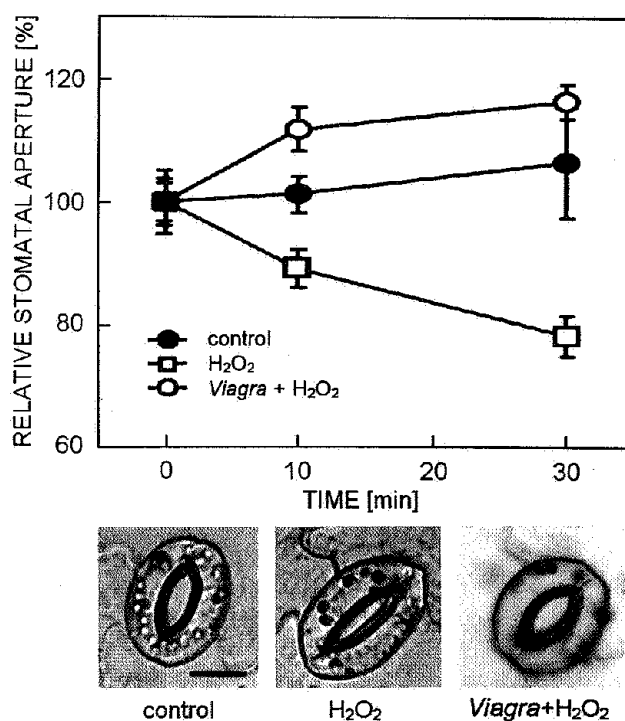 RELATIVE STOMATAL APERTURE [%]
120
100
80
60
control
H₂O₂
Viagra + H₂O₂
0
10
20
30
TIME [min]
control
H₂O₂
Viagra+H₂O₂